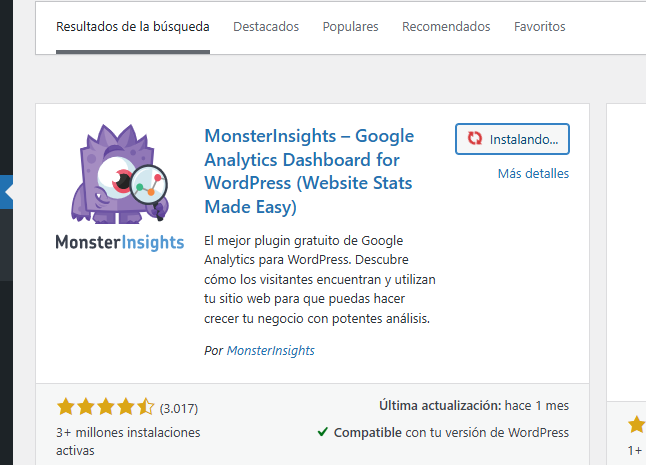 Resultados de la búsqueda Destacados Populares Recomendados Favoritos
MonsterInsights – Google
Analytics Dashboard for
WordPress (Website Stats
Made Easy)
Instalando...
Más detalles
MonsterInsights
El mejor plugin gratuito de Google
Analytics para WordPress. Descubre
cómo los visitantes encuentran y utilizan
tu sitio web para que puedas hacer
crecer tu negocio con potentes análisis.
Por MonsterInsights
(3.017)
Última actualización: hace 1 mes
3+ millones instalaciones
activas
Compatible con tu versión de WordPress
1+